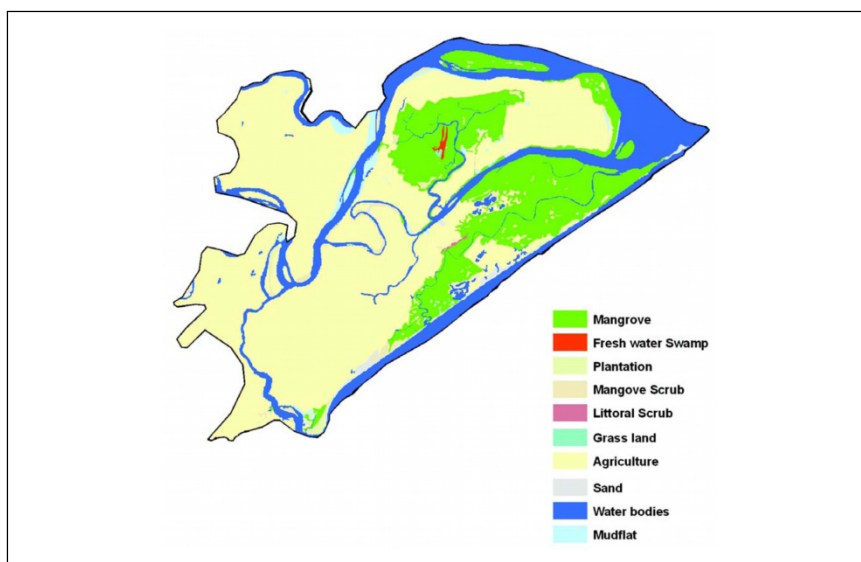 Mangrove
Fresh water Swamp
Plantation
Mangove Scrub
Littoral Scrub
Grass land
Agriculture
Sand
Water bodies
Mudflat